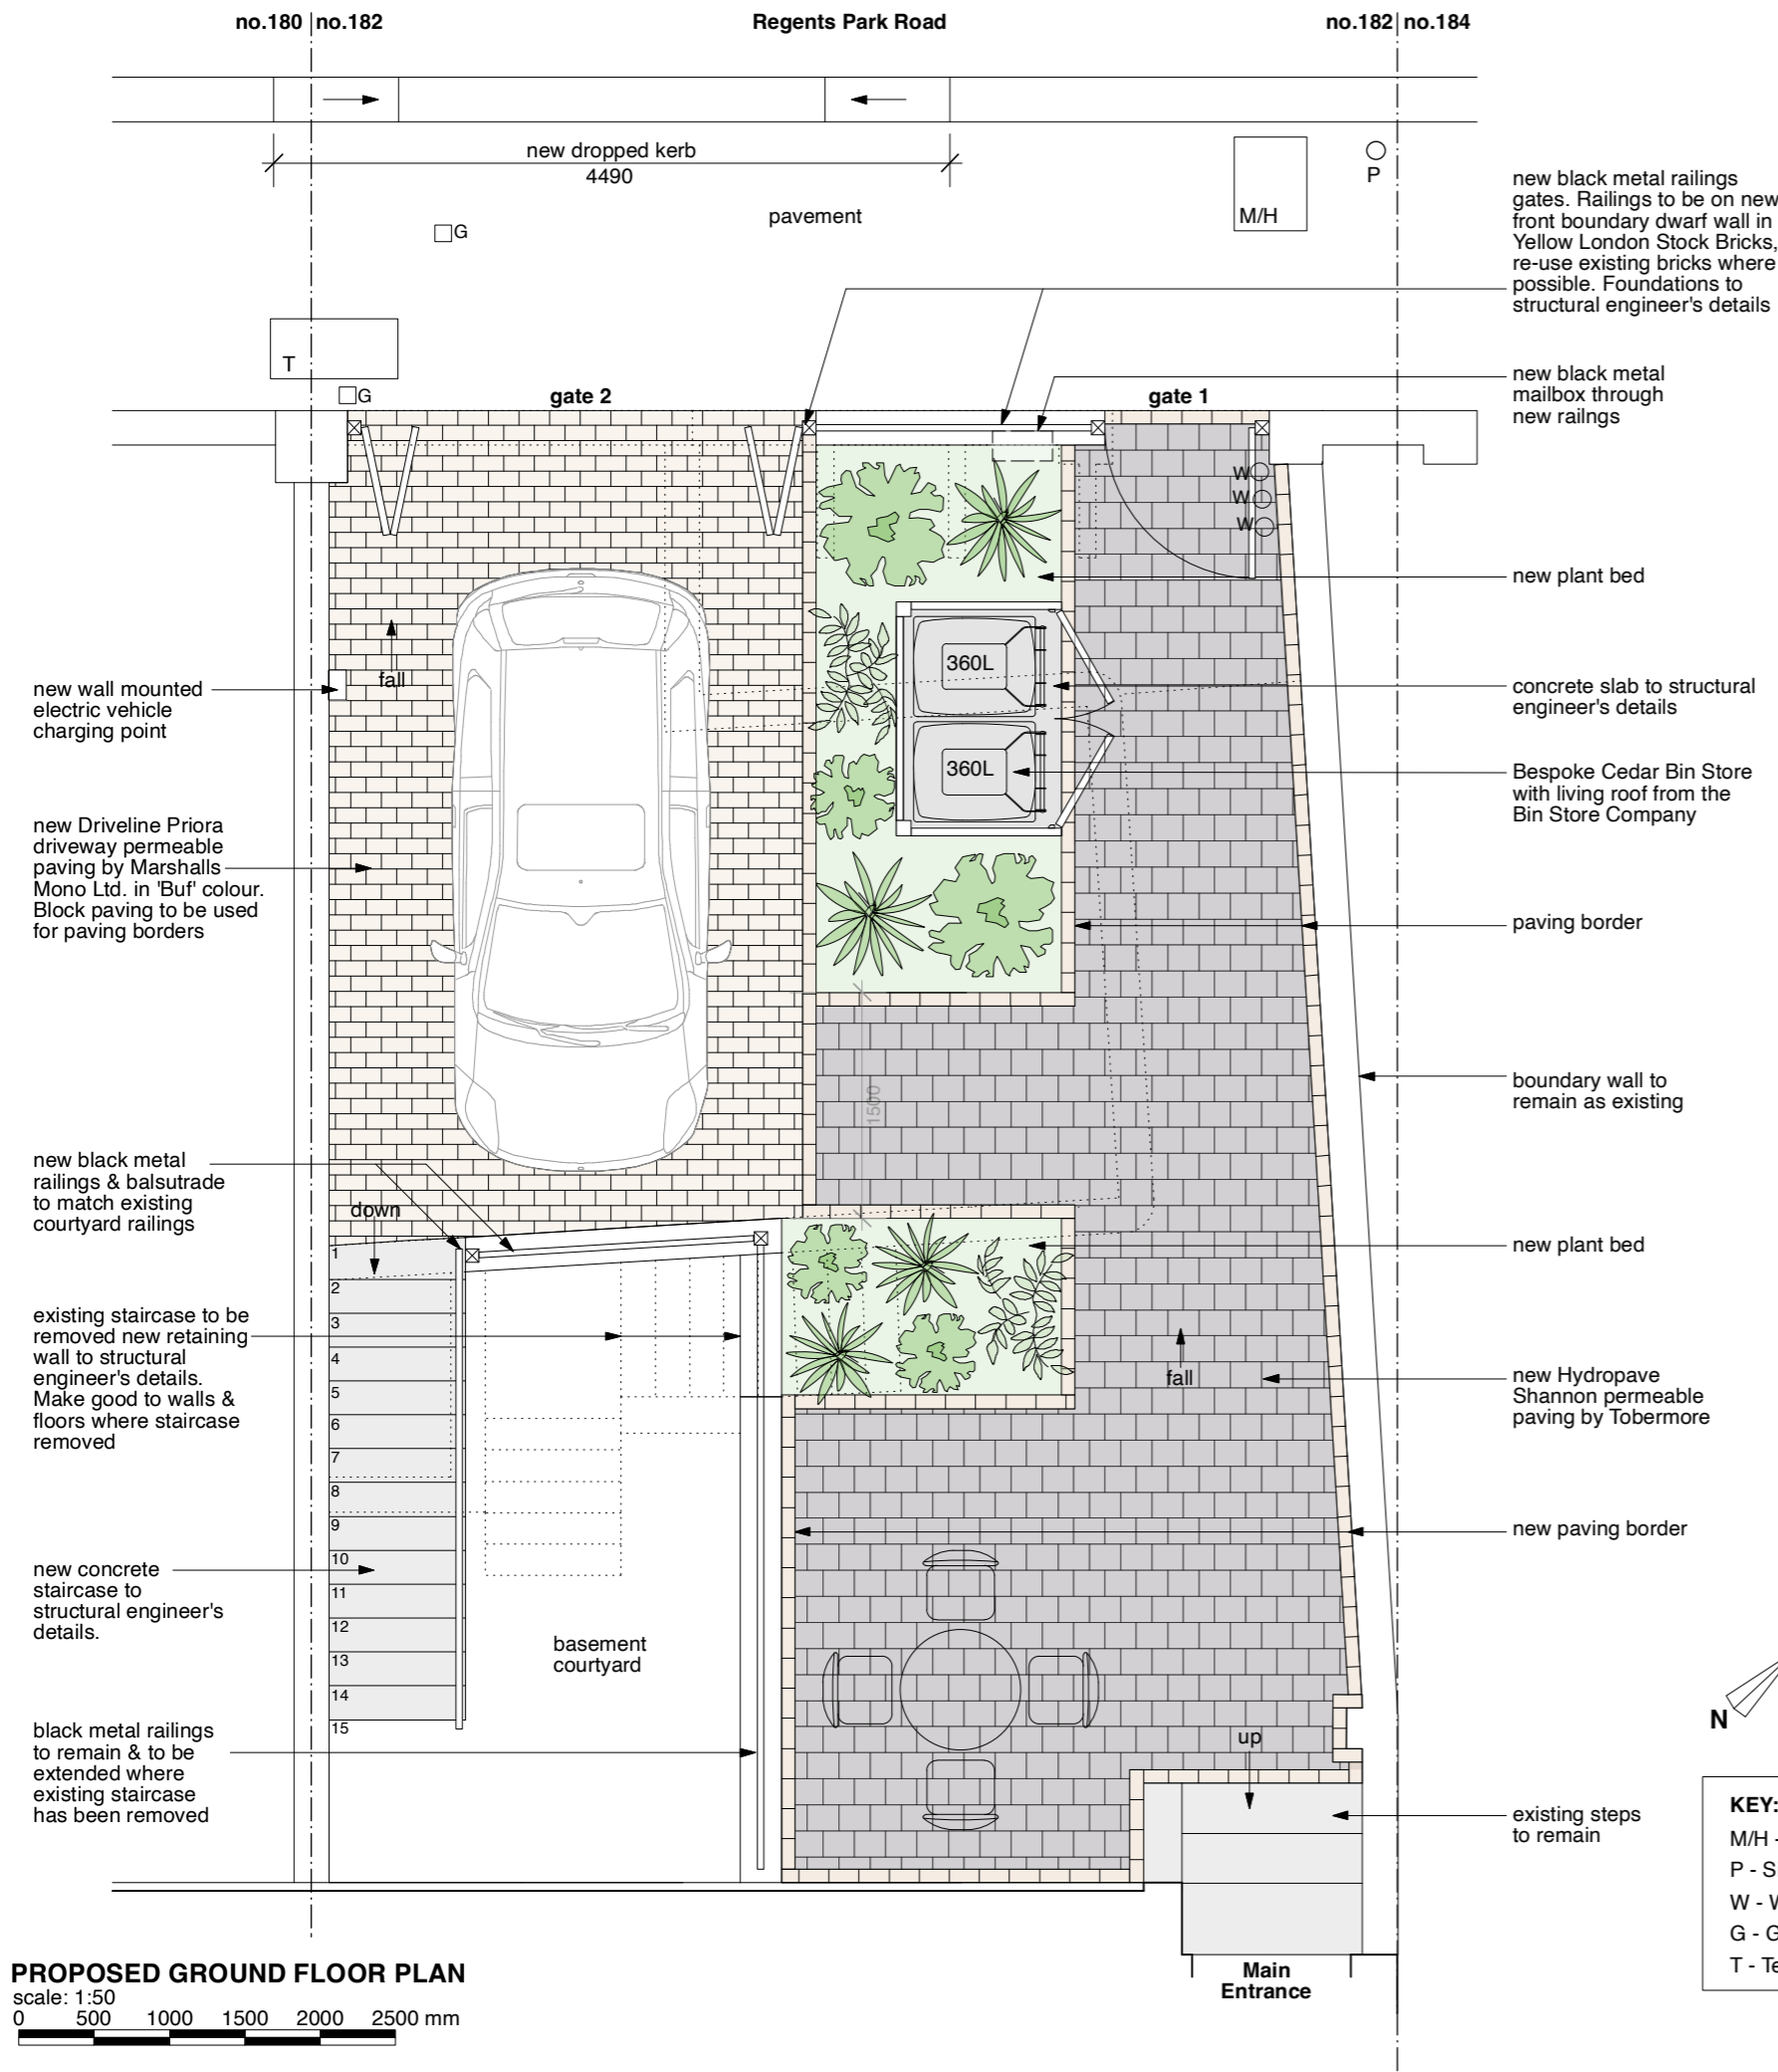 no.180 no.182
Regents Park Road
no.182 no.184
new dropped kerb
4490
pavement
G
M/H
P
T
G
gate 2
gate 1
new black metal railings
gates. Railings to be on new
front boundary dwarf wall in
Yellow London Stock Bricks,
re-use existing bricks where
possible. Foundations to
structural engineer's details
new black metal
mailbox through
new railngs
W
W
W
new plant bed
360L
360L
concrete slab to structural
engineer's details
Bespoke Cedar Bin Store
with living roof from the
Bin Store Company
paving border
boundary wall to
remain as existing
new plant bed
new Hydropave
Shannon permeable
paving by Tobermore
new paving border
existing steps
to remain
fall
new wall mounted
electric vehicle
charging point
new Driveline Priora
driveway permeable
paving by Marshalls
Mono Ltd. in 'Buf' colour.
Block paving to be used
for paving borders
1500
new black metal
railings & balsutrade
to match existing
courtyard railings
down
existing staircase to be
removed new retaining
wall to structural
engineer's details.
Make good to walls &
floors where staircase
removed
new concrete
staircase to
structural engineer's
details.
black metal railings
to remain & to be
extended where
existing staircase
has been removed
1
2
3
4
5
6
7
8
9
10
11
12
13
14
15
basement
courtyard
fall
up
Main
Entrance
N
KEY:
M/H -
P - S
W - W
G - G
T - Te
PROPOSED GROUND FLOOR PLAN
scale: 1:50
0 500 1000 1500 2000 2500 mm